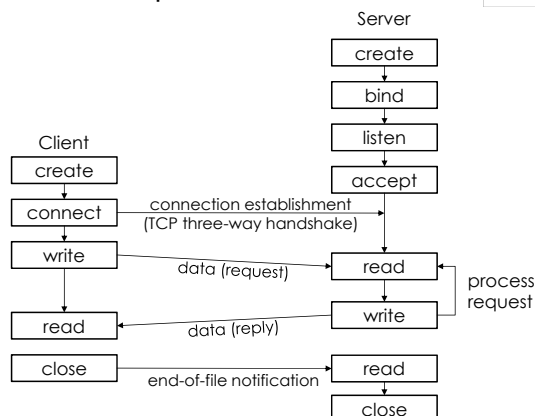 Server
create
bind
listen
accept
Client
create
connect
connection establishment
(TCP three-way handshake)
write
data (request)
read
process
request
write
read
data (reply)
close
end-of-file notification
read
close